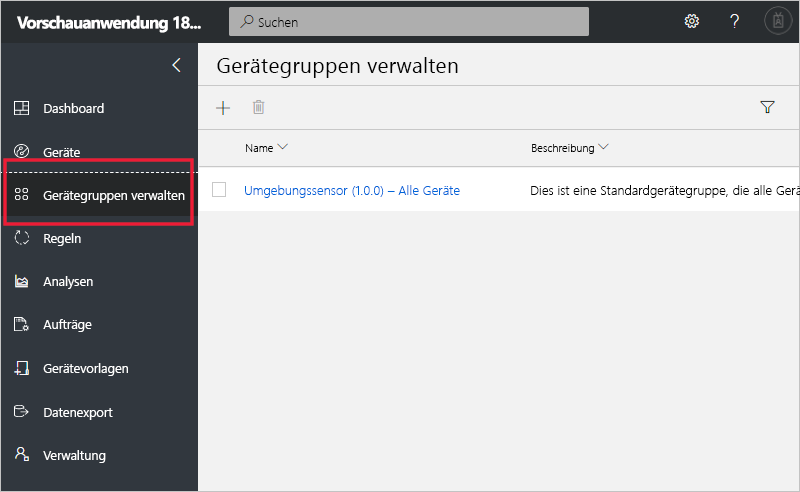 Vorschauanwendung 18...
Suchen
?
Gerätegruppen verwalten
Dashboard
Geräte
Gerätegruppen verwalten
Regeln
Analysen
Aufträge
Gerätevorlagen
Datenexport
Verwaltung
Name
Beschreibung
Umgebungssensor (1.0.0) – Alle Geräte
Dies ist eine Standardgerätegruppe, die alle Gerä